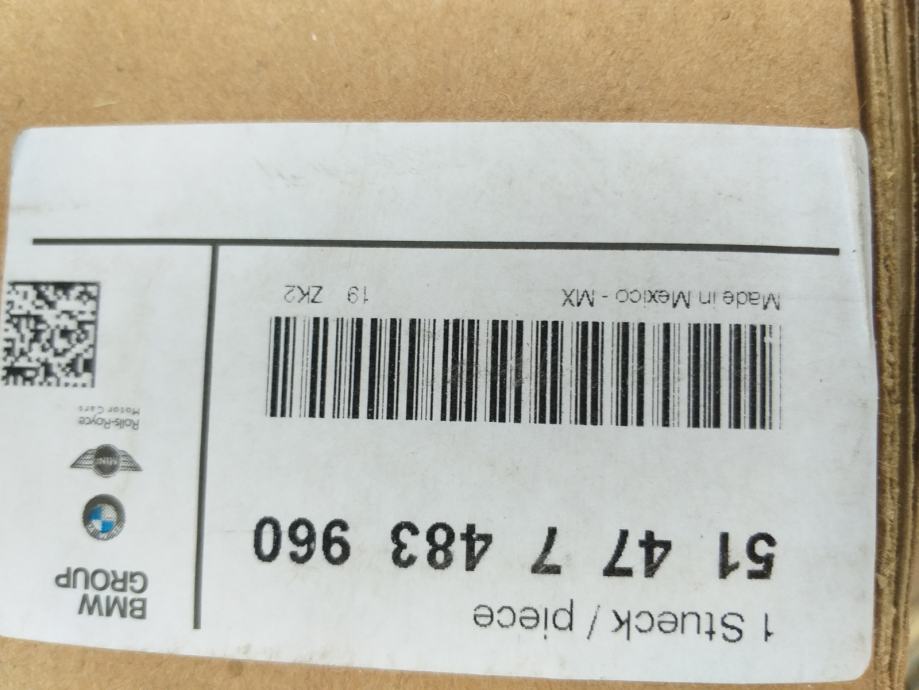 BMW
GROUP
MINI
Rolls-Royce
Motor Cars
1 Stueck / piece
51 47 7 483 960
Made in Mexico - MX 19 ZK2